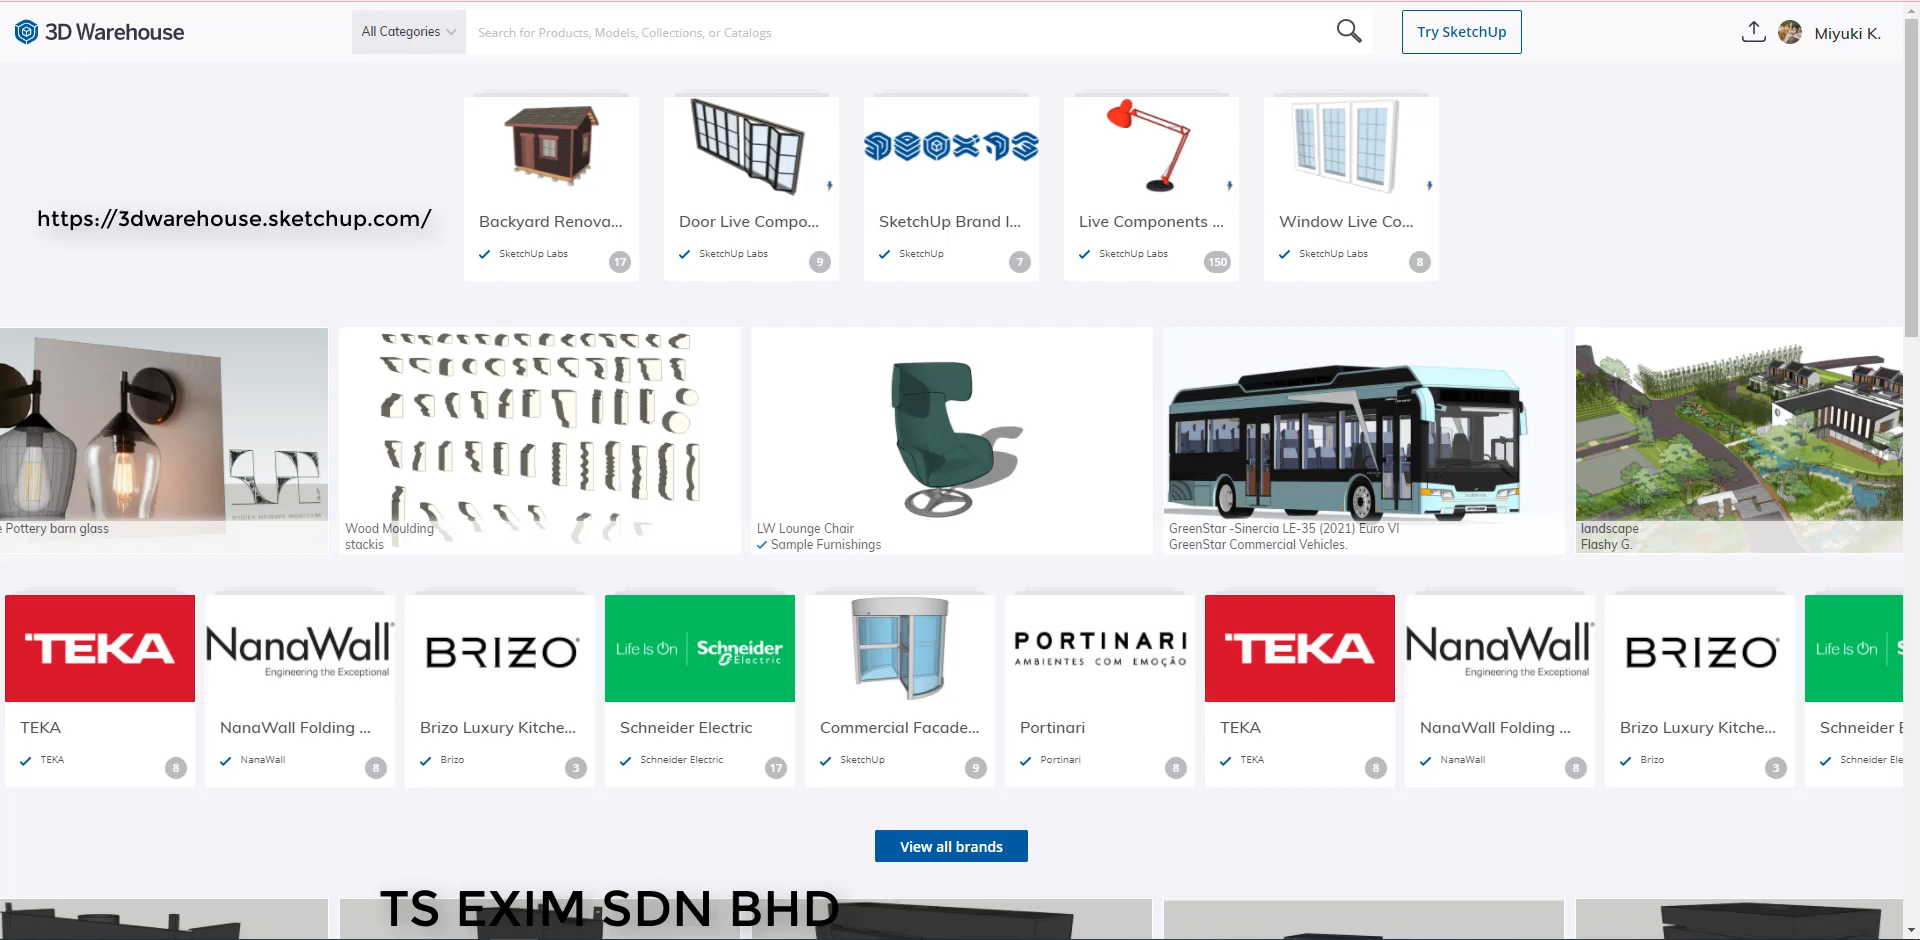 3D Warehouse
All Categories
Search for Products, Models, Collections, or Catalogs
Try SketchUp
Miyuki K.
https://3dwarehouse.sketchup.com/
Backyard Renova...
SketchUp Labs
17
Door Live Compo...
SketchUp Labs
9
SketchUp Brand I...
SketchUp
7
Live Components ...
SketchUp Labs
150
Window Live Co...
SketchUp Labs
8
e Pottery barn glass
Wood Moulding
stackis
LW Lounge Chair
Sample Furnishings
GreenStar -Sinercia LE-35 (2021) Euro VI
GreenStar Commercial Vehicles.
landscape
Flashy G.
TEKA
TEKA
TEKA
8
NanaWall
Engineering the Exceptional
NanaWall Folding ...
NanaWall
8
BRIZO
Brizo Luxury Kitche...
Brizo
3
Life Is On
Schneider
Electric
Schneider Electric
Schneider Electric
17
Commercial Facade...
SketchUp
9
PORTINARI
AMBIENTES COM EMOÇÃO
Portinari
Portinari
8
TEKA
TEKA
TEKA
8
NanaWall
Engineering the Exceptional
NanaWall Folding ...
NanaWall
8
BRIZO
Brizo Luxury Kitche...
Brizo
3
Life Is On
S
Schneider E
Schneider Ele
View all brands
TS EXIM SDN BHD